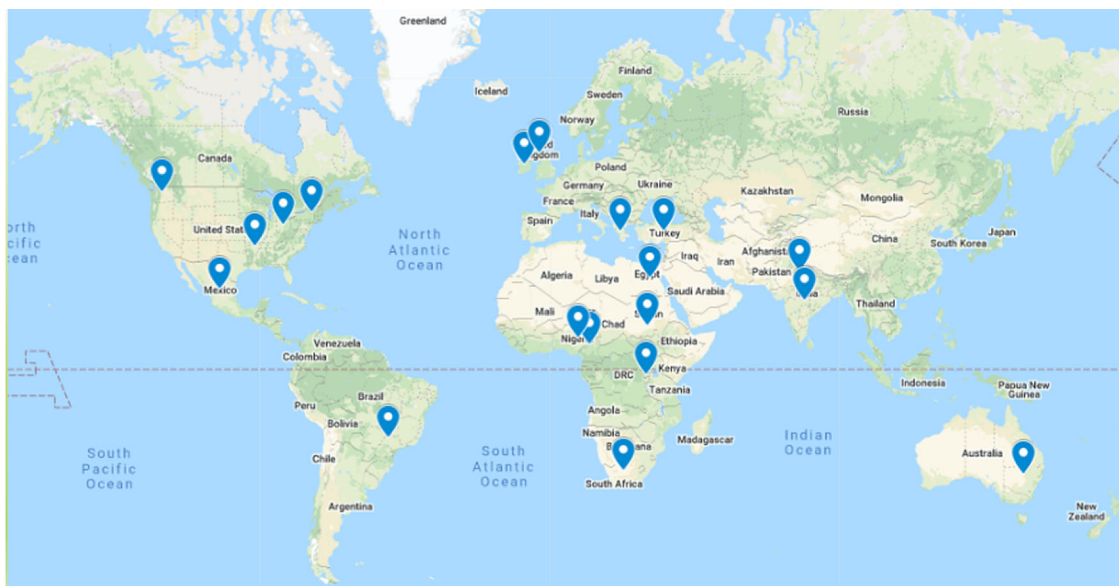 Greenland
Iceland
Finland
Sweden
Norway
Russia
Canada
Kingdom
Poland
Germany
Ukraine
Kazakhstan
Mongolia
France
Italy
Spain
Turkey
United
North
Atlantic
Ocean
Afghanistan
China
South Korea
Japan
Iraq
Iran
Pakistan
Algeria
Libya
Egypt
Saudi Arabia
Mexico
Thailand
Mali
Chad
Ethiopia
Venezuela
Colombia
DRC
Kenya
Tanzania
Indonesia
Papua New
Guinea
Brazil
Peru
Bolivia
Angola
Namibia
Madagascar
Indian
Ocean
South
Pacific
Ocean
South
Atlantic
Ocean
Chile
Australia
South Africa
Argentina
New
Zealand